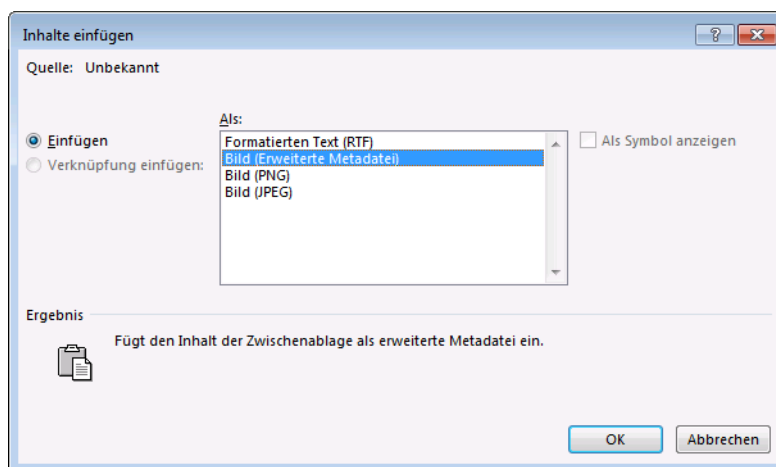 Inhalte einfügen
Quelle: Unbekannt
Als:
Einfügen
Verknüpfung einfügen:
Formatierten Text (RTF)
Bild (Erweiterte Metadatei)
Bild (PNG)
Bild (JPEG)
Als Symbol anzeigen
Ergebnis
Fügt den Inhalt der Zwischenablage als erweiterte Metadatei ein.
OK
Abbrechen